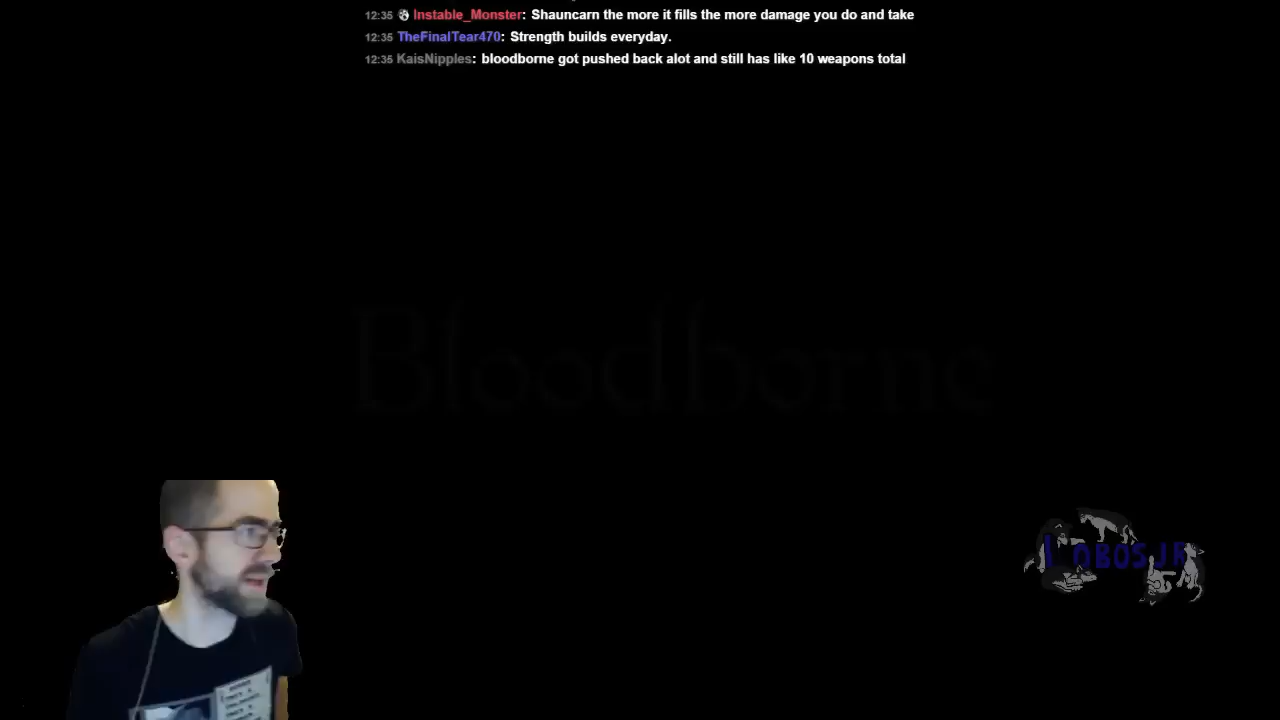 12:35 Instable_Monster: Shauncarn the more it fills the more damage you do and take
12:35 TheFinalTear470: Strength builds everyday.
12:35 KaisNipples: bloodborne got pushed back alot and still has like 10 weapons total
Bloodborne
LOBOSJR